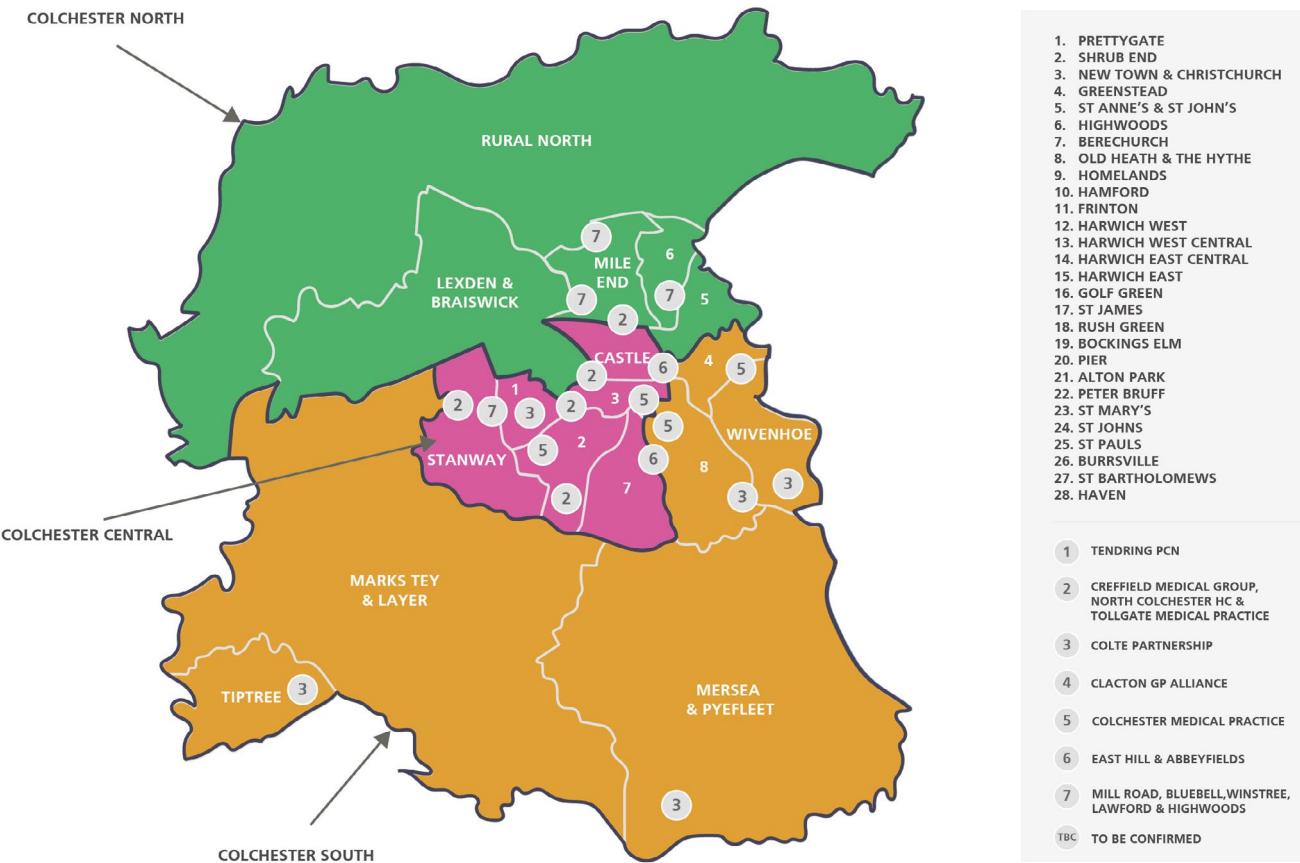 COLCHESTER NORTH
RURAL NORTH
7
6
MILE
END
LEXDEN &
BRAISWICK
7
7
5
2
CASTLE
6
4
5
2
1
3
5
2
7
3
2
5
WIVENHOE
2
STANWAY
5
6
8
7
2
3
3
COLCHESTER CENTRAL
MARKS TEY
& LAYER
TIPTREE
3
MERSEA
& PYEFLEET
3
COLCHESTER SOUTH
1. PRETTYGATE
2. SHRUB END
3. NEW TOWN & CHRISTCHURCH
4. GREENSTEAD
5. ST ANNE'S & ST JOHN'S
6. HIGHWOODS
7. BERECHURCH
8. OLD HEATH & THE HYTHE
9. HOMELANDS
10. HAMFORD
11. FRINTON
12. HARWICH WEST
13. HARWICH WEST CENTRAL
14. HARWICH EAST CENTRAL
15. HARWICH EAST
16. GOLF GREEN
17. ST JAMES
18. RUSH GREEN
19. BOCKINGS ELM
20. PIER
21. ALTON PARK
22. PETER BRUFF
23. ST MARY'S
24. ST JOHNS
25. ST PAULS
26. BURRSVILLE
27. ST BARTHOLOMEWS
28. HAVEN
1 TENDRING PCN
2 CREFFIELD MEDICAL GROUP,
NORTH COLCHESTER HC &
TOLLGATE MEDICAL PRACTICE
3 COLTE PARTNERSHIP
4 CLACTON GP ALLIANCE
5 COLCHESTER MEDICAL PRACTICE
6 EAST HILL & ABBEYFIELDS
7 MILL ROAD, BLUEBELL,WINSTREE,
LAWFORD & HIGHWOODS
TBC TO BE CONFIRMED